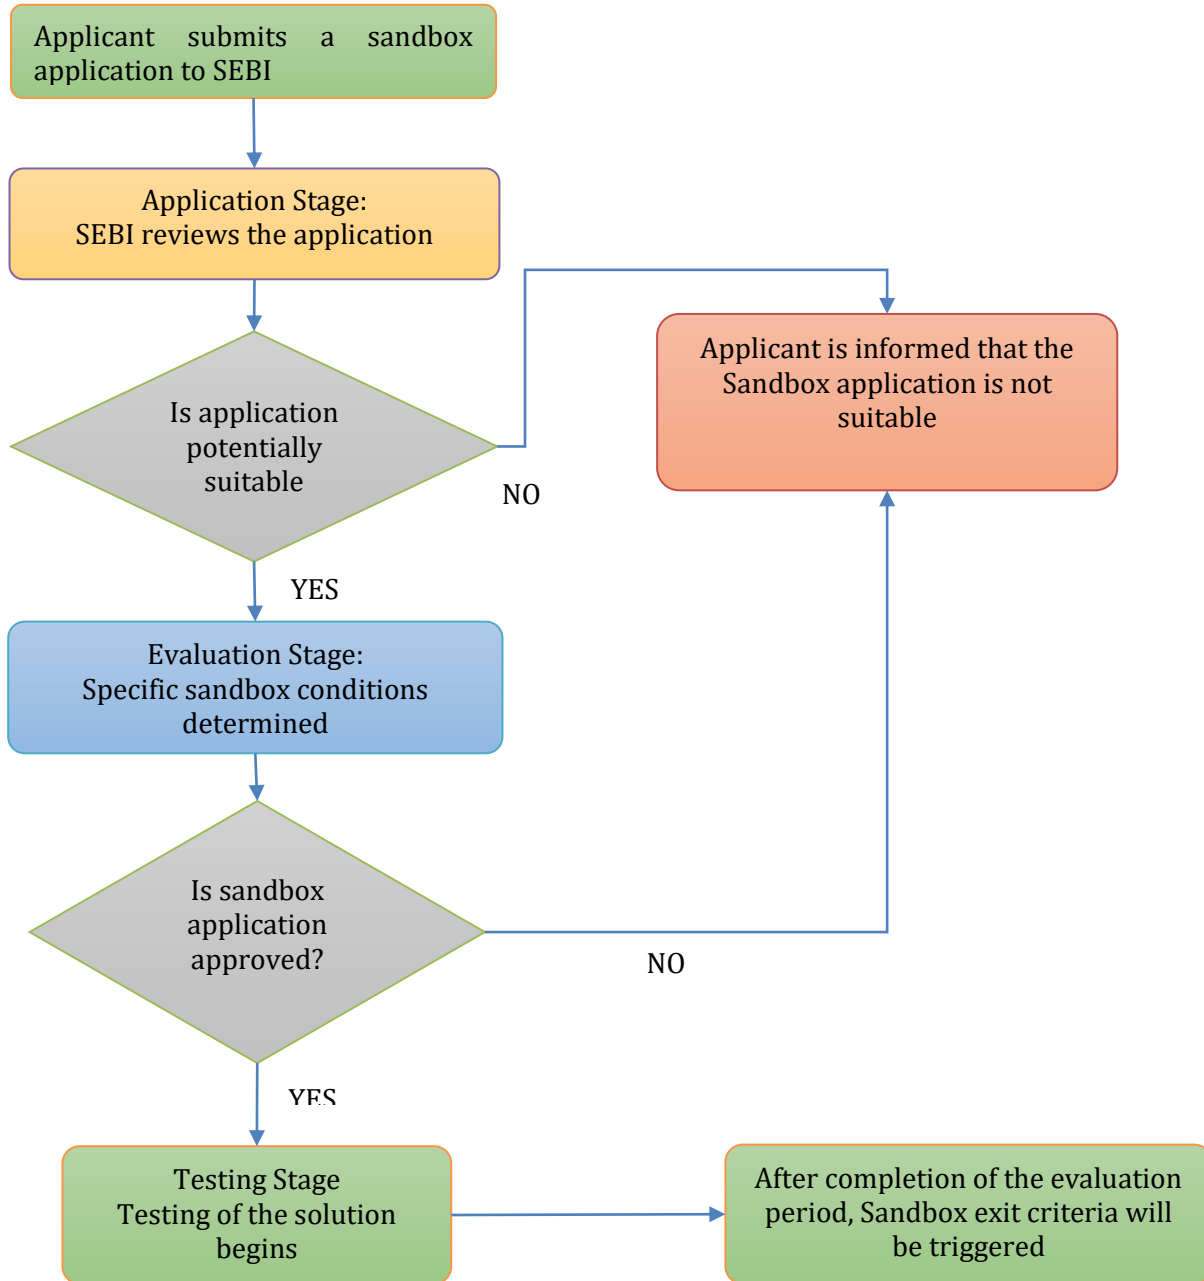 Applicant submits a sandbox
application to SEBI
Application Stage:
SEBI reviews the application
Applicant is informed that the
Sandbox application is not
suitable
Is application
potentially
suitable
NO
YES
Evaluation Stage:
Specific sandbox conditions
determined
Is sandbox
application
approved?
NO
YES
Testing Stage
Testing of the solution
begins
After completion of the evaluation
period, Sandbox exit criteria will
be triggered